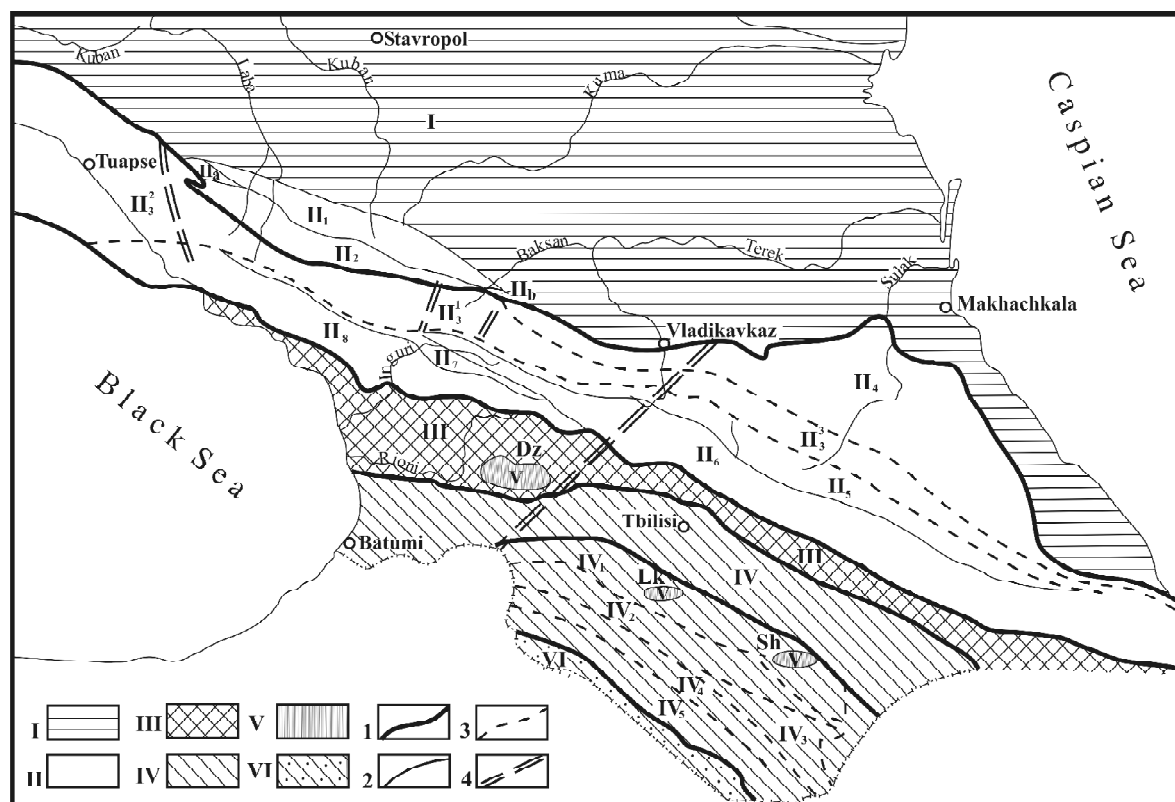 Stavropol
Kuban
Laba
Kuban
Kuma
I
Caspian Sea
Tuapse
IIa
II₃²
II₁
II₂
Baksan
Terek
Sulak
IIb
II₃¹
Makhachkala
Vladikavkaz
II₈
II₇
Inguri
II₄
Black Sea
II₃³
III
Dz
V
II₆
II₅
Rioni
Tbilisi
Batumi
III
IV₁
Lk
V
IV
IV₂
Sh
V
VI
IV₄
IV₅
IV₃
I III V 1 3
II IV VI 2 4